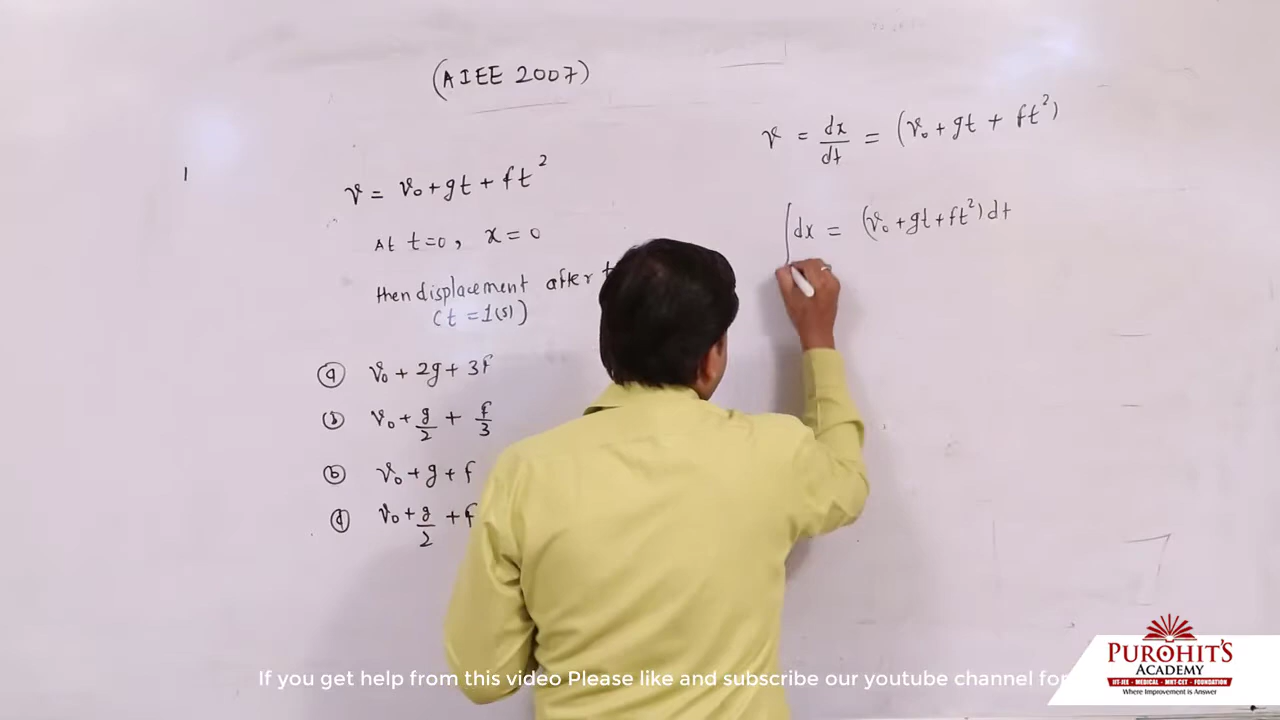 (AIEE 2007)
v = v₀ + gt + ft²
At t=0, x=0
then displacement after
(t = 1(s))
ⓐ v₀ + 2g + 3f
ⓢ v₀ + g/2 + f/3
ⓑ v₀ + g + f
ⓓ v₀ + g/2 + f
v = dx/dt = (v₀ + gt + ft²)
∫dx = (v₀ + gt + ft²) dt
If you get help from this video Please like and subscribe our youtube channel for
PUROHIT'S
ACADEMY
IIT-JEE - MEDICAL - MHT-CET - FOUNDATION
Where Improvement is Answer